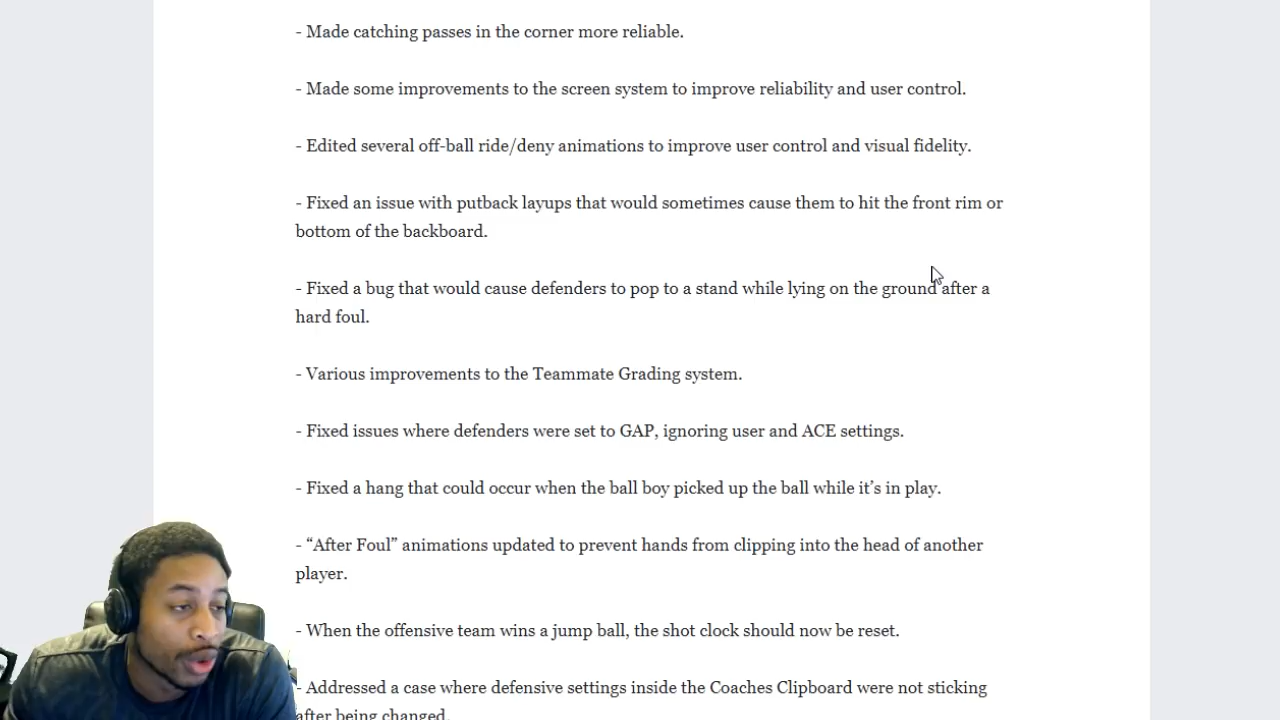 - Made catching passes in the corner more reliable.
- Made some improvements to the screen system to improve reliability and user control.
- Edited several off-ball ride/deny animations to improve user control and visual fidelity.
- Fixed an issue with putback layups that would sometimes cause them to hit the front rim or
bottom of the backboard.
- Fixed a bug that would cause defenders to pop to a stand while lying on the ground after a
hard foul.
- Various improvements to the Teammate Grading system.
- Fixed issues where defenders were set to GAP, ignoring user and ACE settings.
- Fixed a hang that could occur when the ball boy picked up the ball while it’s in play.
- “After Foul” animations updated to prevent hands from clipping into the head of another
player.
- When the offensive team wins a jump ball, the shot clock should now be reset.
- Addressed a case where defensive settings inside the Coaches Clipboard were not sticking
after being changed.